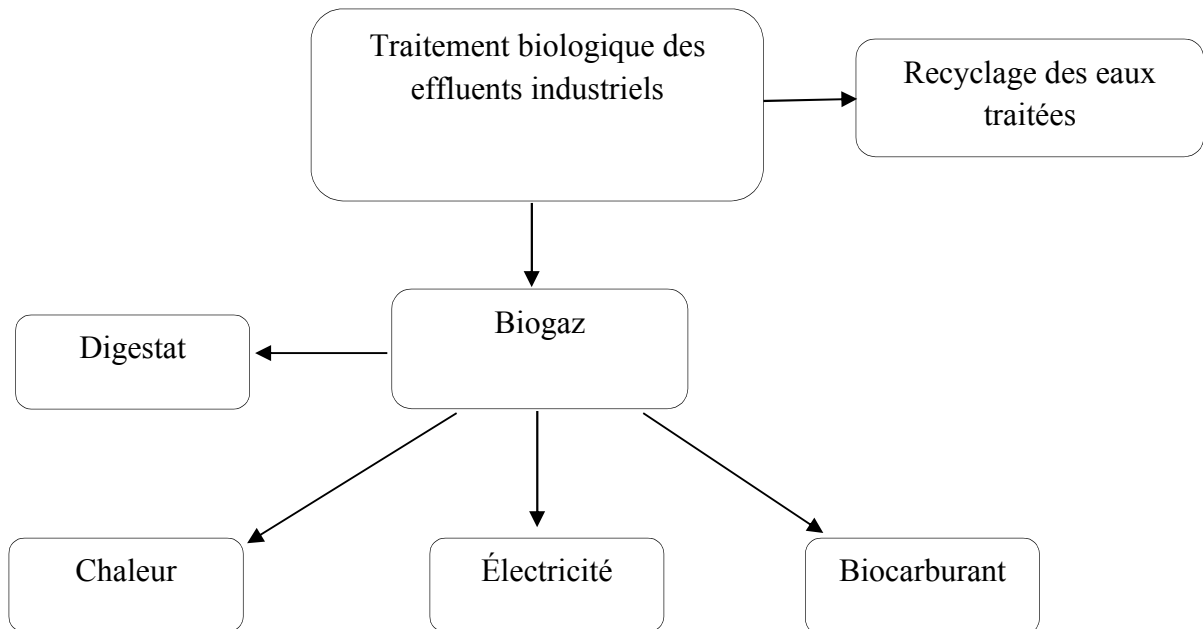 Traitement biologique des
effluents industriels
Recyclage des eaux
traitées
Biogaz
Digestat
Chaleur
Électricité
Biocarburant